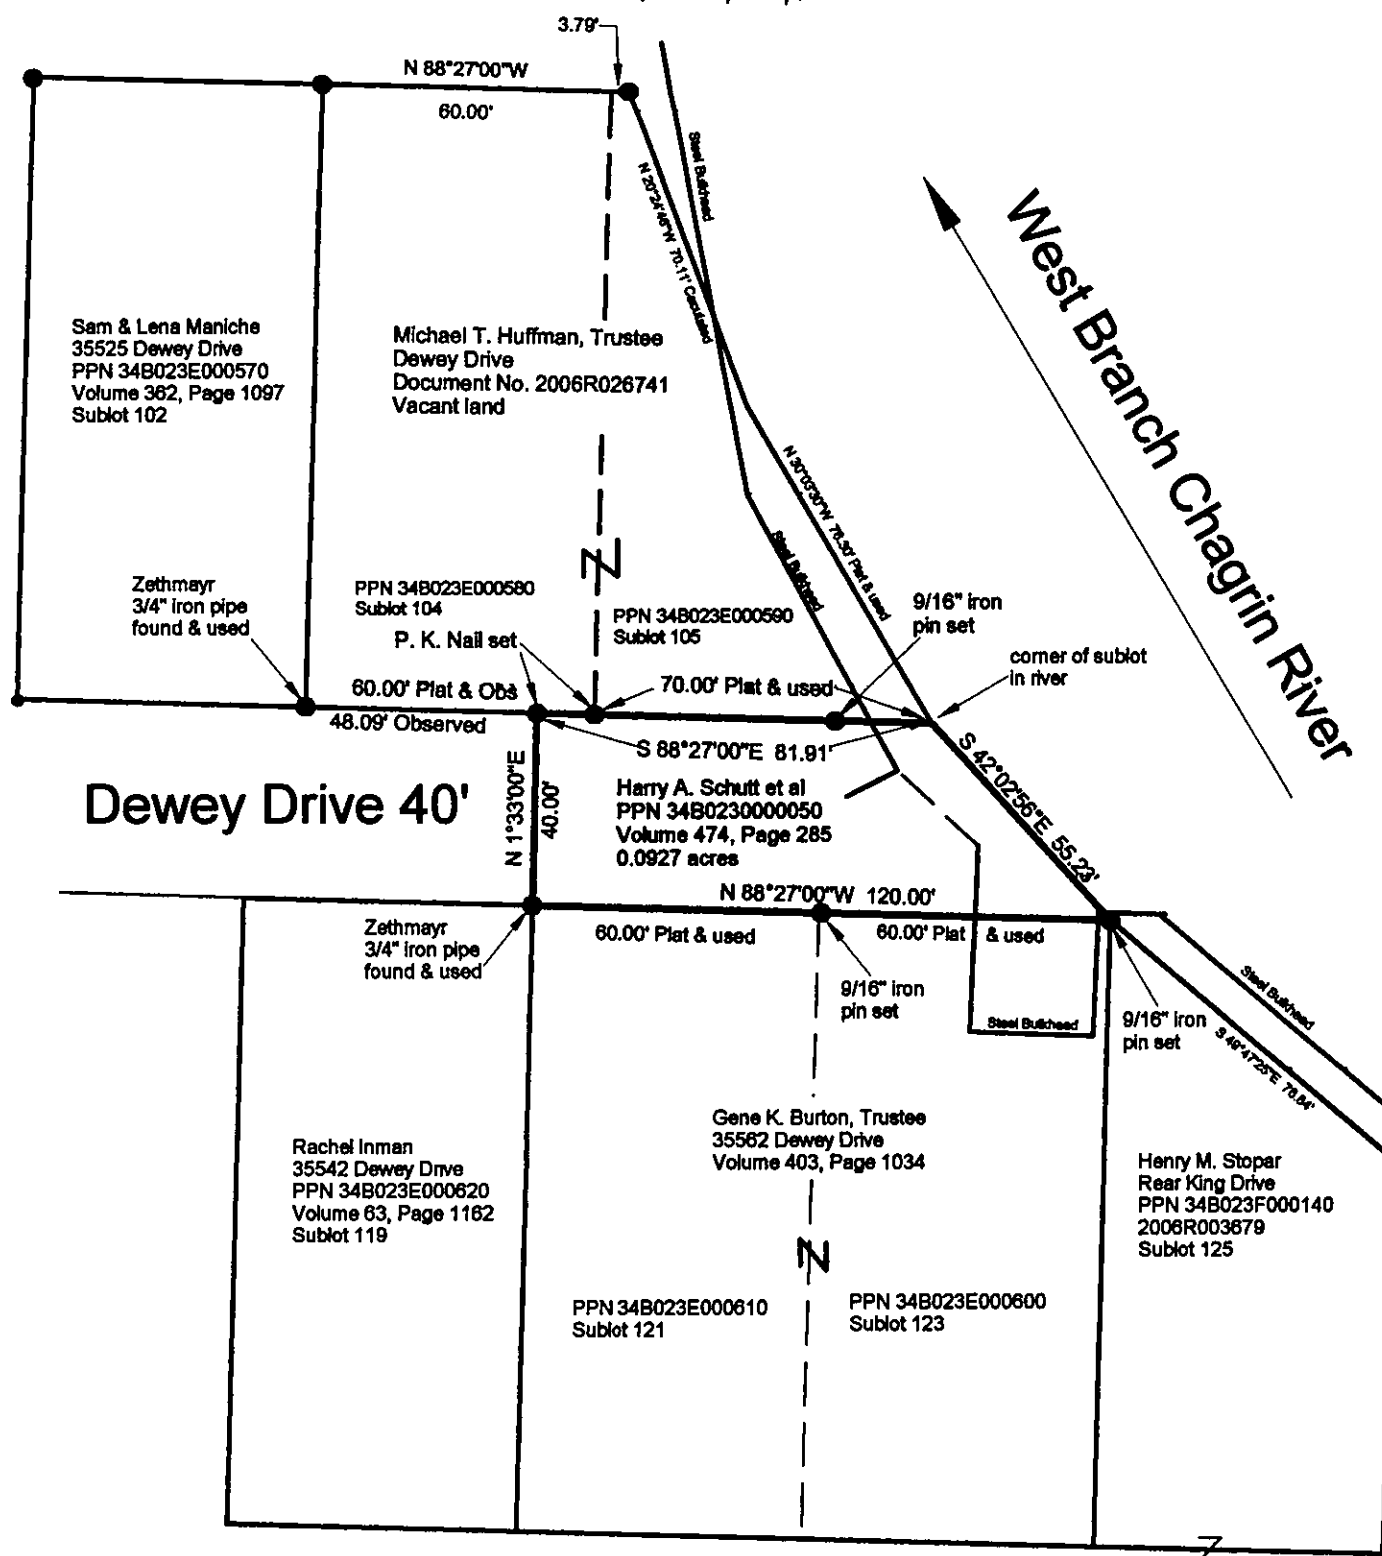 3.79'
N 88°27'00"W
60.00'
Steel Bulkhead
N 20°24'46"W 70.11' Caculated
West Branch Chagrin River
Sam & Lena Maniche
35525 Dewey Drive
PPN 34B023E000570
Volume 362, Page 1097
Sublot 102
Michael T. Huffman, Trustee
Dewey Drive
Document No. 2006R026741
Vacant land
N 30°03'30"W 76.30' Plat & used
Steel Bulkhead
Zethmayr
3/4" iron pipe
found & used
PPN 34B023E000580
Sublot 104
Z
PPN 34B023E000590
Sublot 105
9/16" iron
pin set
P. K. Nail set
corner of sublot
in river
60.00' Plat & Obs
70.00' Plat & used
48.09' Observed
S 88°27'00"E 81.91'
S 42°02'56"E 55.23'
Dewey Drive 40'
N 1°33'00"E
40.00'
Harry A. Schutt et al
PPN 34B0230000050
Volume 474, Page 285
0.0927 acres
N 88°27'00"W 120.00'
Zethmayr
3/4" iron pipe
found & used
60.00' Plat & used
60.00' Plat & used
9/16" iron
pin set
Steel Bulkhead
9/16" iron
pin set
Steel Bulkhead
S 49°47'25"E 76.84'
Rachel Inman
35542 Dewey Drive
PPN 34B023E000620
Volume 63, Page 1162
Sublot 119
Gene K. Burton, Trustee
35562 Dewey Drive
Volume 403, Page 1034
Henry M. Stopar
Rear King Drive
PPN 34B023F000140
2006R003679
Sublot 125
Z
PPN 34B023E000610
Sublot 121
PPN 34B023E000600
Sublot 123